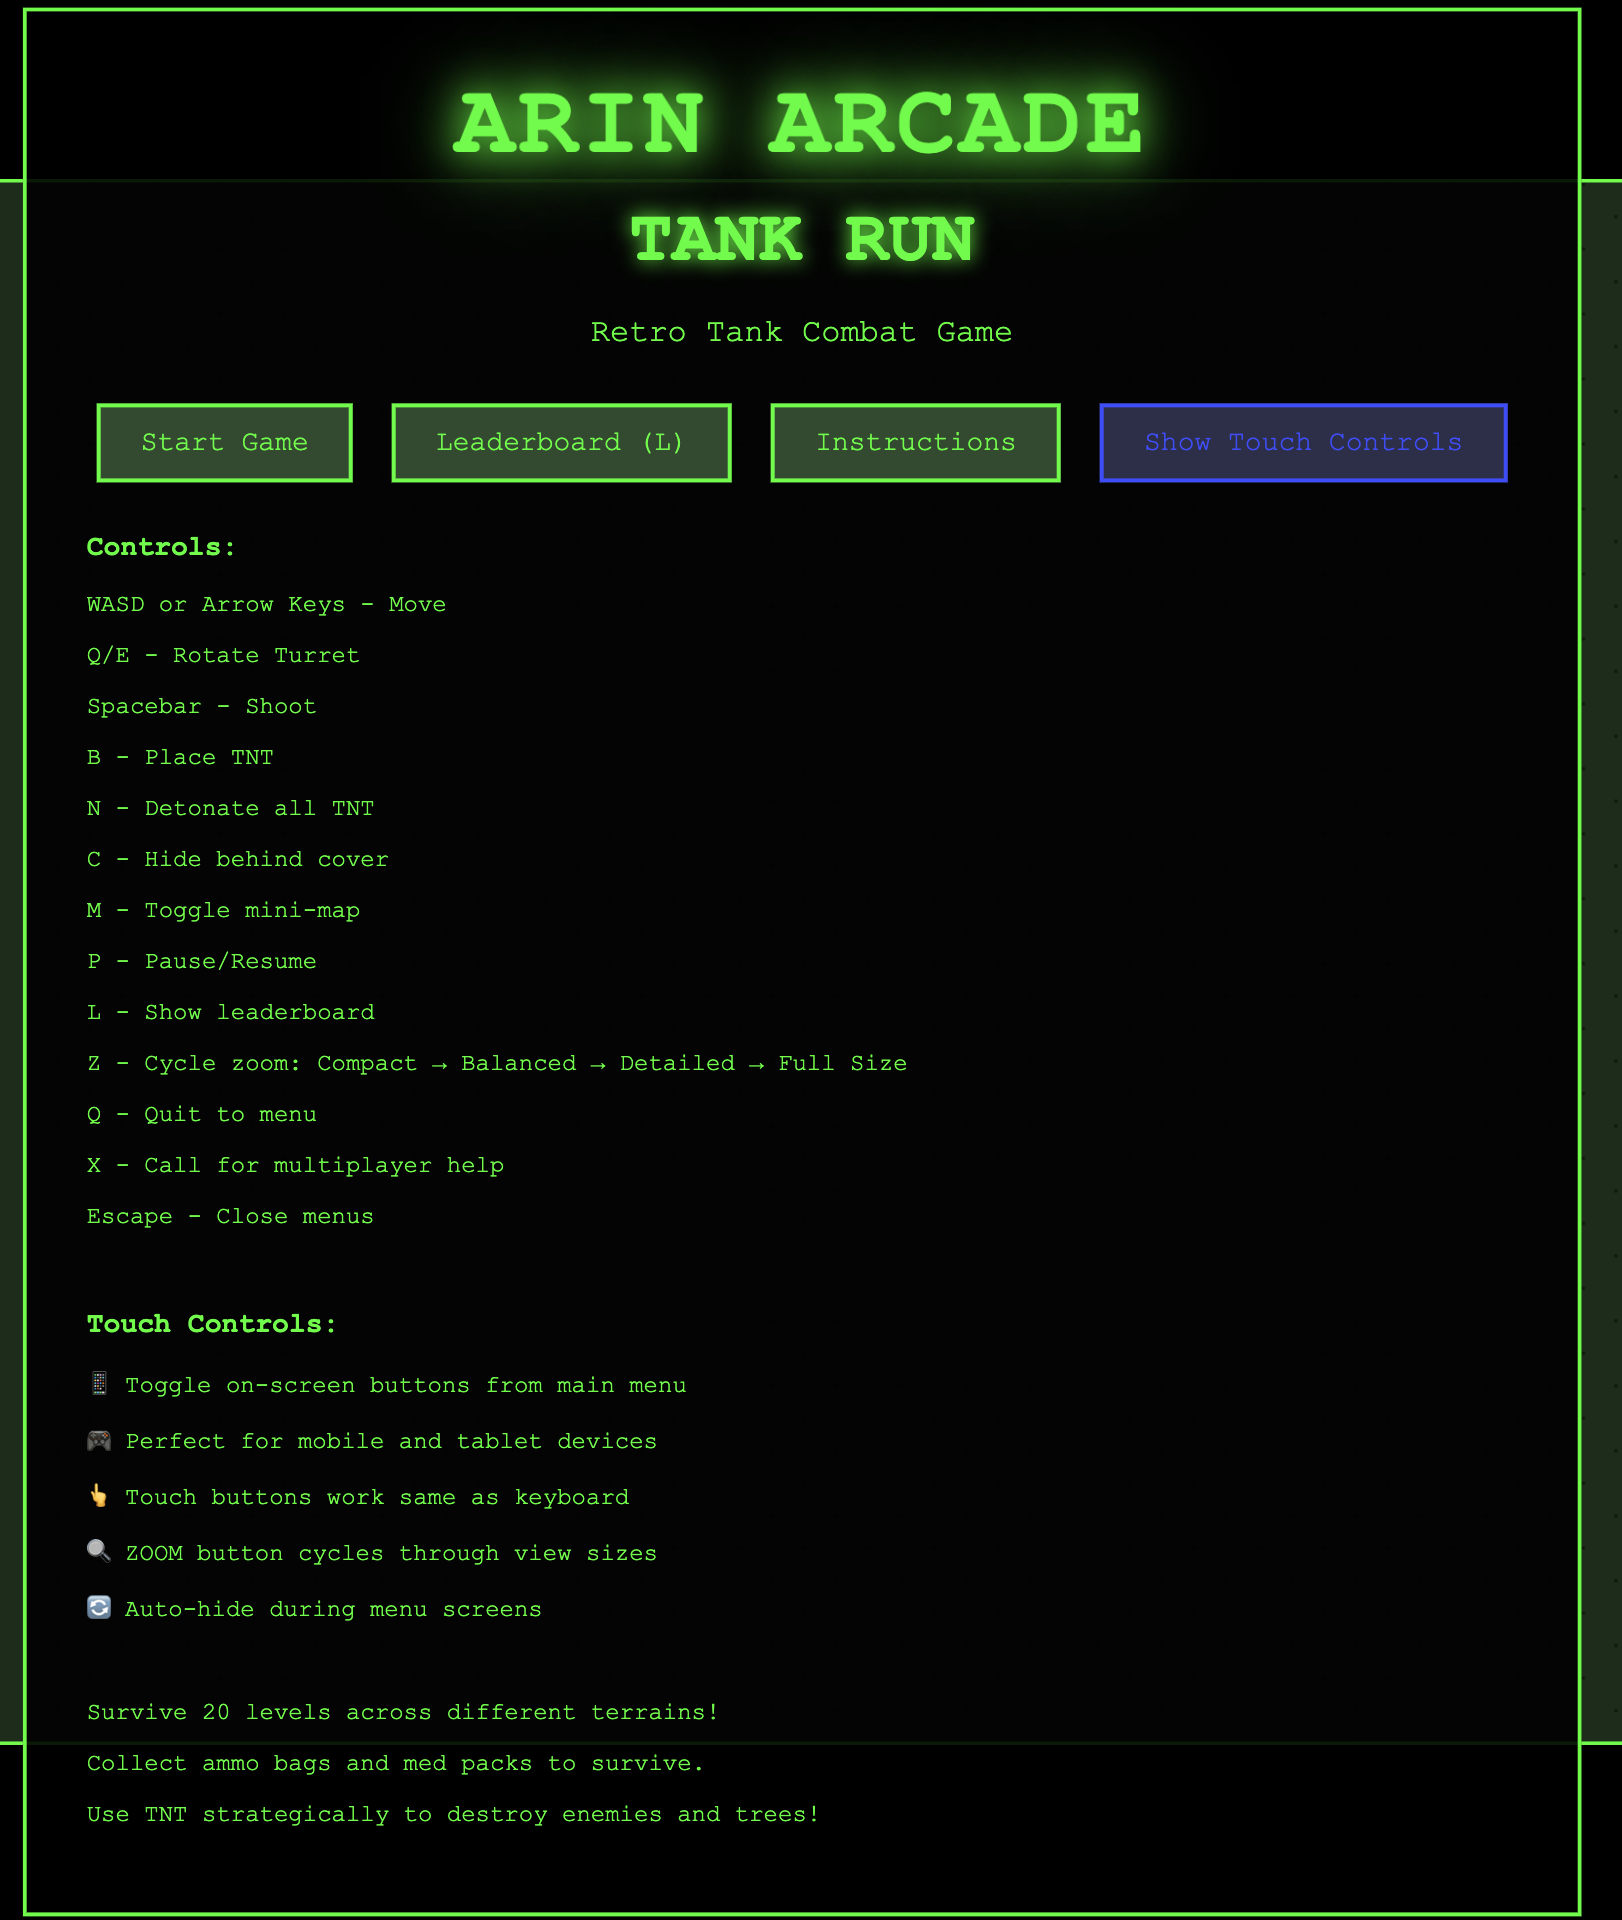 ARIN ARCADE
TANK RUN
Retro Tank Combat Game
Start Game
Leaderboard (L)
Instructions
Show Touch Controls
Controls:
WASD or Arrow Keys - Move
Q/E - Rotate Turret
Spacebar - Shoot
B - Place TNT
N - Detonate all TNT
C - Hide behind cover
M - Toggle mini-map
P - Pause/Resume
L - Show leaderboard
Z - Cycle zoom: Compact → Balanced → Detailed → Full Size
Q - Quit to menu
X - Call for multiplayer help
Escape - Close menus
Touch Controls:
📱 Toggle on-screen buttons from main menu
🎮 Perfect for mobile and tablet devices
👆 Touch buttons work same as keyboard
🔍 ZOOM button cycles through view sizes
🔄 Auto-hide during menu screens
Survive 20 levels across different terrains!
Collect ammo bags and med packs to survive.
Use TNT strategically to destroy enemies and trees!